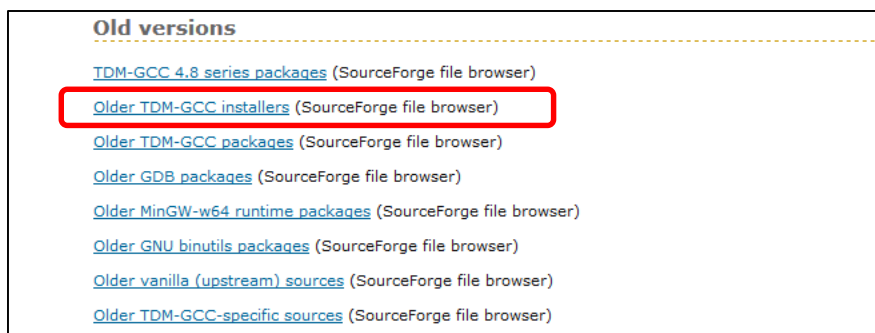 Old versions
TDM-GCC 4.8 series packages (SourceForge file browser)
Older TDM-GCC installers (SourceForge file browser)
Older TDM-GCC packages (SourceForge file browser)
Older GDB packages (SourceForge file browser)
Older MinGW-w64 runtime packages (SourceForge file browser)
Older GNU binutils packages (SourceForge file browser)
Older vanilla (upstream) sources (SourceForge file browser)
Older TDM-GCC-specific sources (SourceForge file browser)